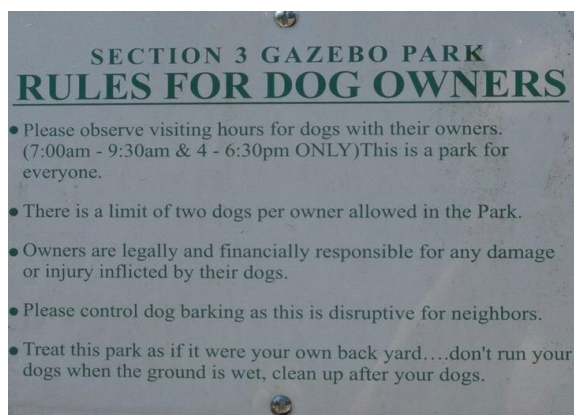 SECTION 3 GAZEBO PARK
RULES FOR DOG OWNERS
• Please observe visiting hours for dogs with their owners.
(7:00am - 9:30am & 4 - 6:30pm ONLY)This is a park for
everyone.
• There is a limit of two dogs per owner allowed in the Park.
• Owners are legally and financially responsible for any damage
or injury inflicted by their dogs.
• Please control dog barking as this is disruptive for neighbors.
• Treat this park as if it were your own back yard....don't run your
dogs when the ground is wet, clean up after your dogs.